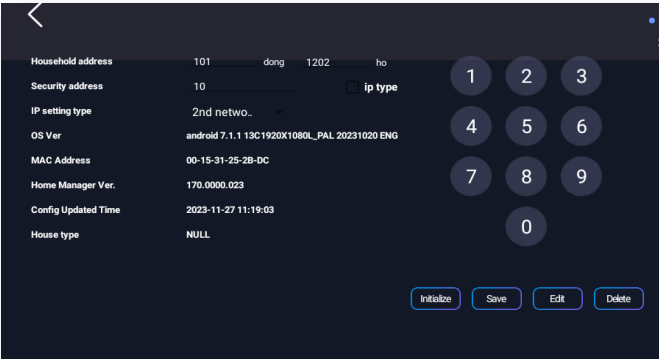 Household address 101 dong 1202 ho
Security address 10 ip type
IP setting type 2nd netwo..
OS Ver android 7.1.1 13C1920X1080L_PAL 20231020 ENG
MAC Address 00-15-31-25-2B-DC
Home Manager Ver. 170.0000.023
Config Updated Time 2023-11-27 11:19:03
House type NULL
1 2 3
4 5 6
7 8 9
0
Initialize Save Edit Delete